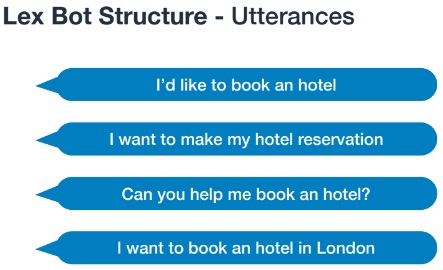 Lex Bot Structure - Utterances
I'd like to book an hotel
I want to make my hotel reservation
Can you help me book an hotel?
I want to book an hotel in London